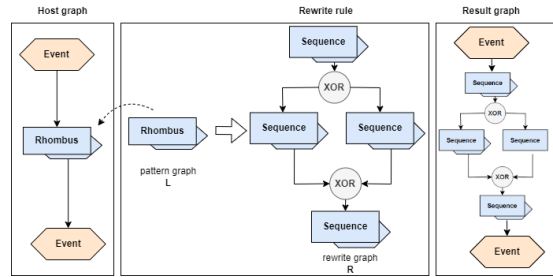 Host graph
Event
Rhombus
Event
Rewrite rule
Rhombus
pattern graph
L
Sequence
XOR
Sequence
Sequence
XOR
Sequence
rewrite graph
R
Result graph
Event
Sequence
XOR
Sequence
Sequence
XOR
Sequence
Event